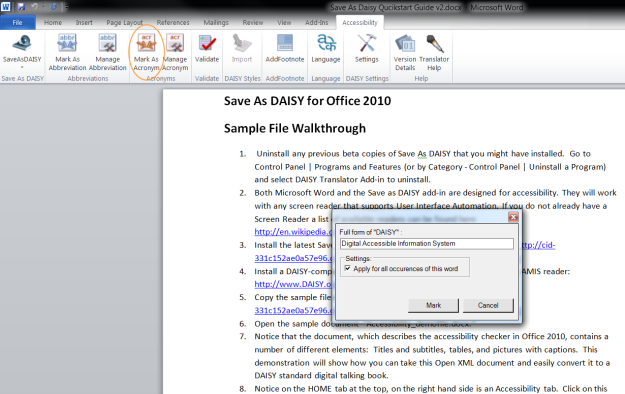 Save As Daisy Quickstart Guide v2.docx - Microsoft Word
File Home Insert Page Layout References Mailings Review View Add-Ins Accessibility
SaveAsDAISY Mark As Abbreviation Manage Abbreviation Mark As Acronym Manage Acronym Validate Import AddFootnote Language Settings Version Details Translator Help
Save As DAISY Abbreviations Acronyms Validate DAISY Styles AddFootnote Language DAISY Settings Help
Save As DAISY for Office 2010
Sample File Walkthrough
1. Uninstall any previous beta copies of Save As DAISY that you might have installed. Go to
Control Panel | Programs and Features (or by Category - Control Panel | Uninstall a Program)
and select DAISY Translator Add-in to uninstall.
2. Both Microsoft Word and the Save as DAISY add-in are designed for accessibility. They will work
with any screen reader that supports User Interface Automation. If you do not already have a
Screen Reader a list of available readers can be found here
http://en.wikipedia.
3. Install the latest Save
ttp://cid-
331c152ae0a57e96.
4. Install a DAISY-comp
AMIS reader:
http://www.DAISY.o
5. Copy the sample file
331c152ae0a57e96.
6. Open the sample document "Accessibility_demofile.docx."
7. Notice that the document, which describes the accessibility checker in Office 2010, contains a
number of different elements: Titles and subtitles, tables, and pictures with captions. This
demonstration will show how you can take this Open XML document and easily convert it to a
DAISY standard digital talking book.
8. Notice on the HOME tab at the top, on the right hand side is an Accessibility tab. Click on this
Full form of "DAISY" :
Digital Accessible Information System
Settings:
Apply for all occurences of this word
Mark Cancel